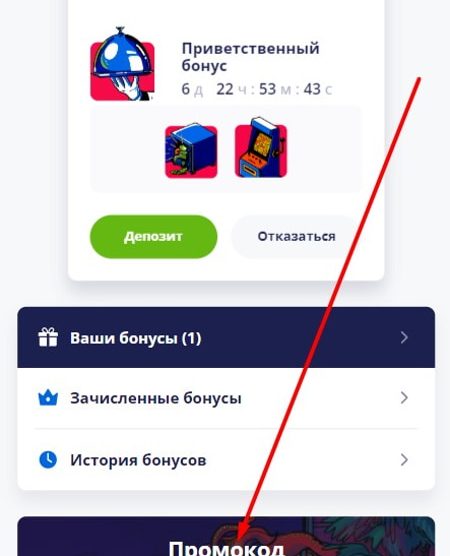 Приветственный
бонус
6 д 22 ч : 53 м : 43 с
Депозит
Отказаться
Ваши бонусы (1)
Зачисленные бонусы
История бонусов
Промокод